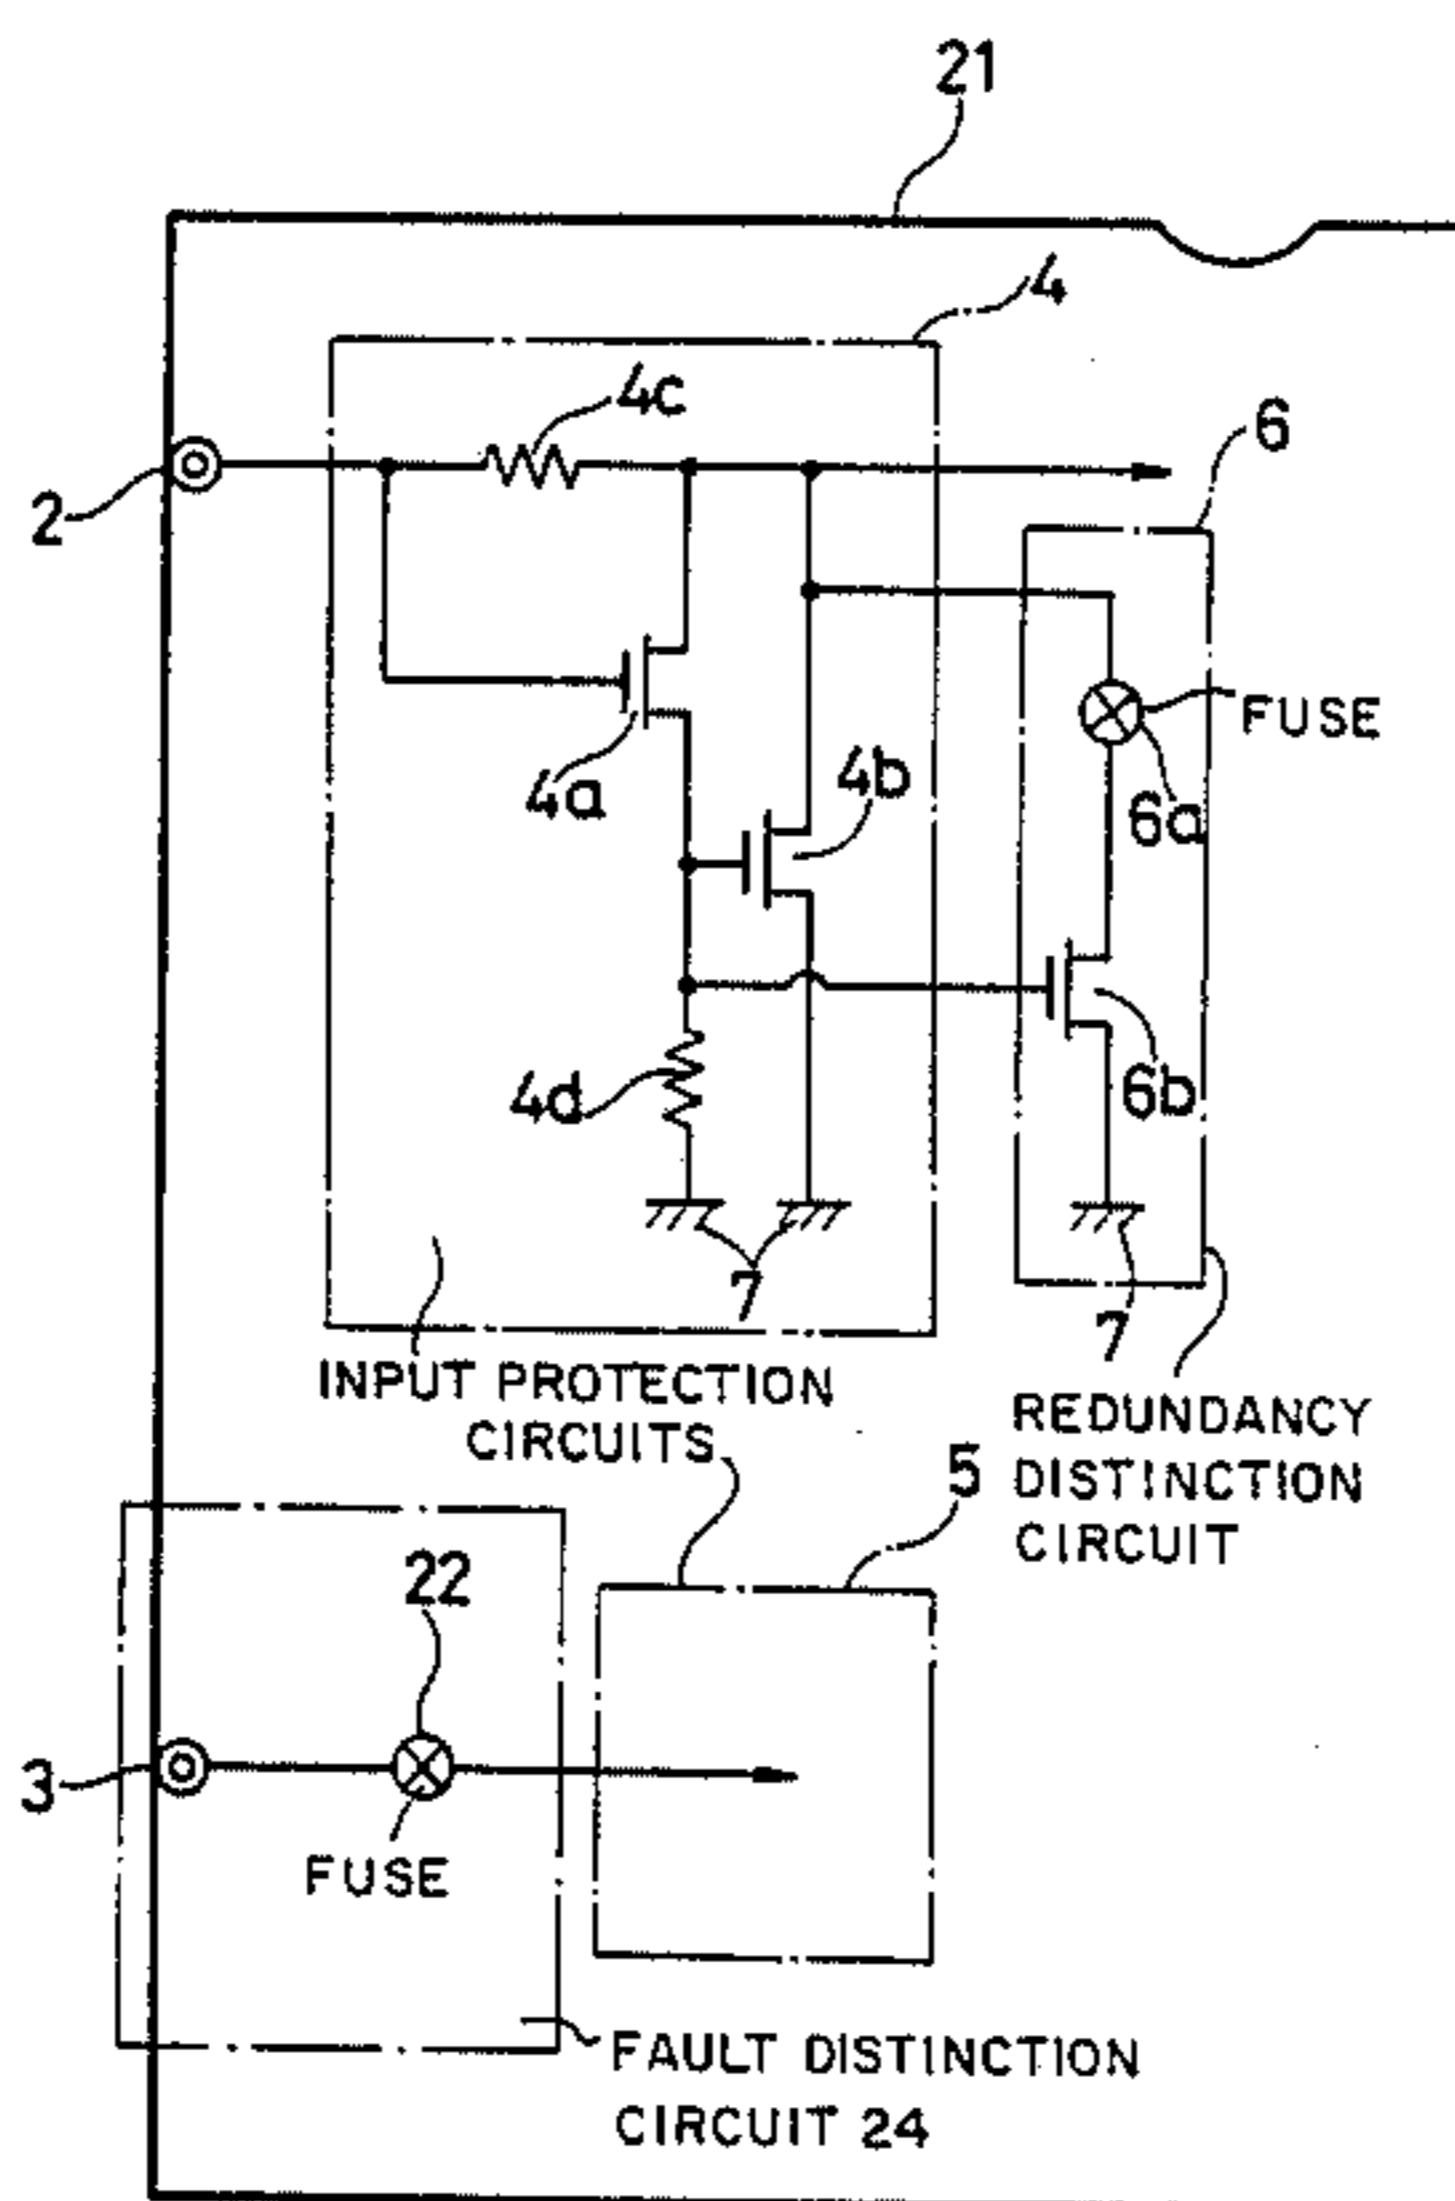 21
4
4c
6
2
FUSE
4a
4b
6a
4d
6b
7
7
INPUT PROTECTION
CIRCUITS
REDUNDANCY
DISTINCTION
CIRCUIT
5
22
3
FUSE
FAULT DISTINCTION
CIRCUIT 24